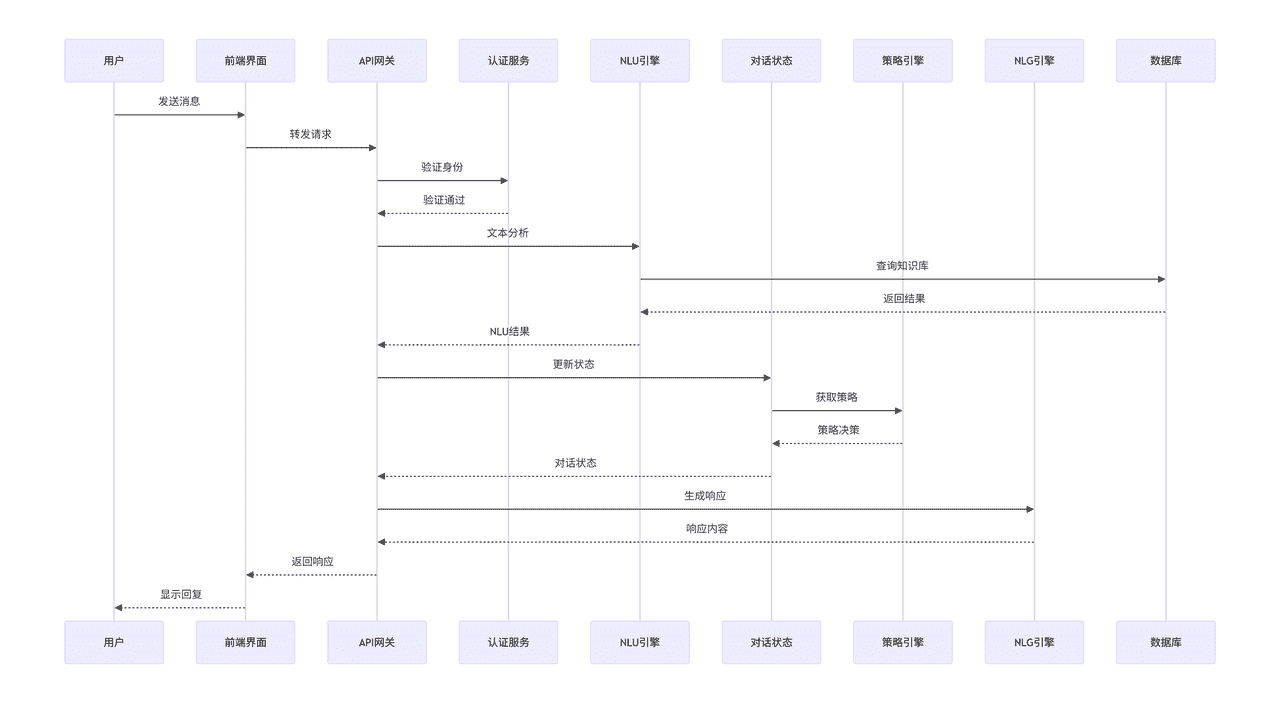 用户
前端界面
API网关
认证服务
NLU引擎
对话状态
策略引擎
NLG引擎
数据库
发送消息
转发请求
验证身份
验证通过
文本分析
查询知识库
返回结果
NLU结果
更新状态
获取策略
策略决策
对话状态
生成响应
响应内容
返回响应
显示回复
用户
前端界面
API网关
认证服务
NLU引擎
对话状态
策略引擎
NLG引擎
数据库